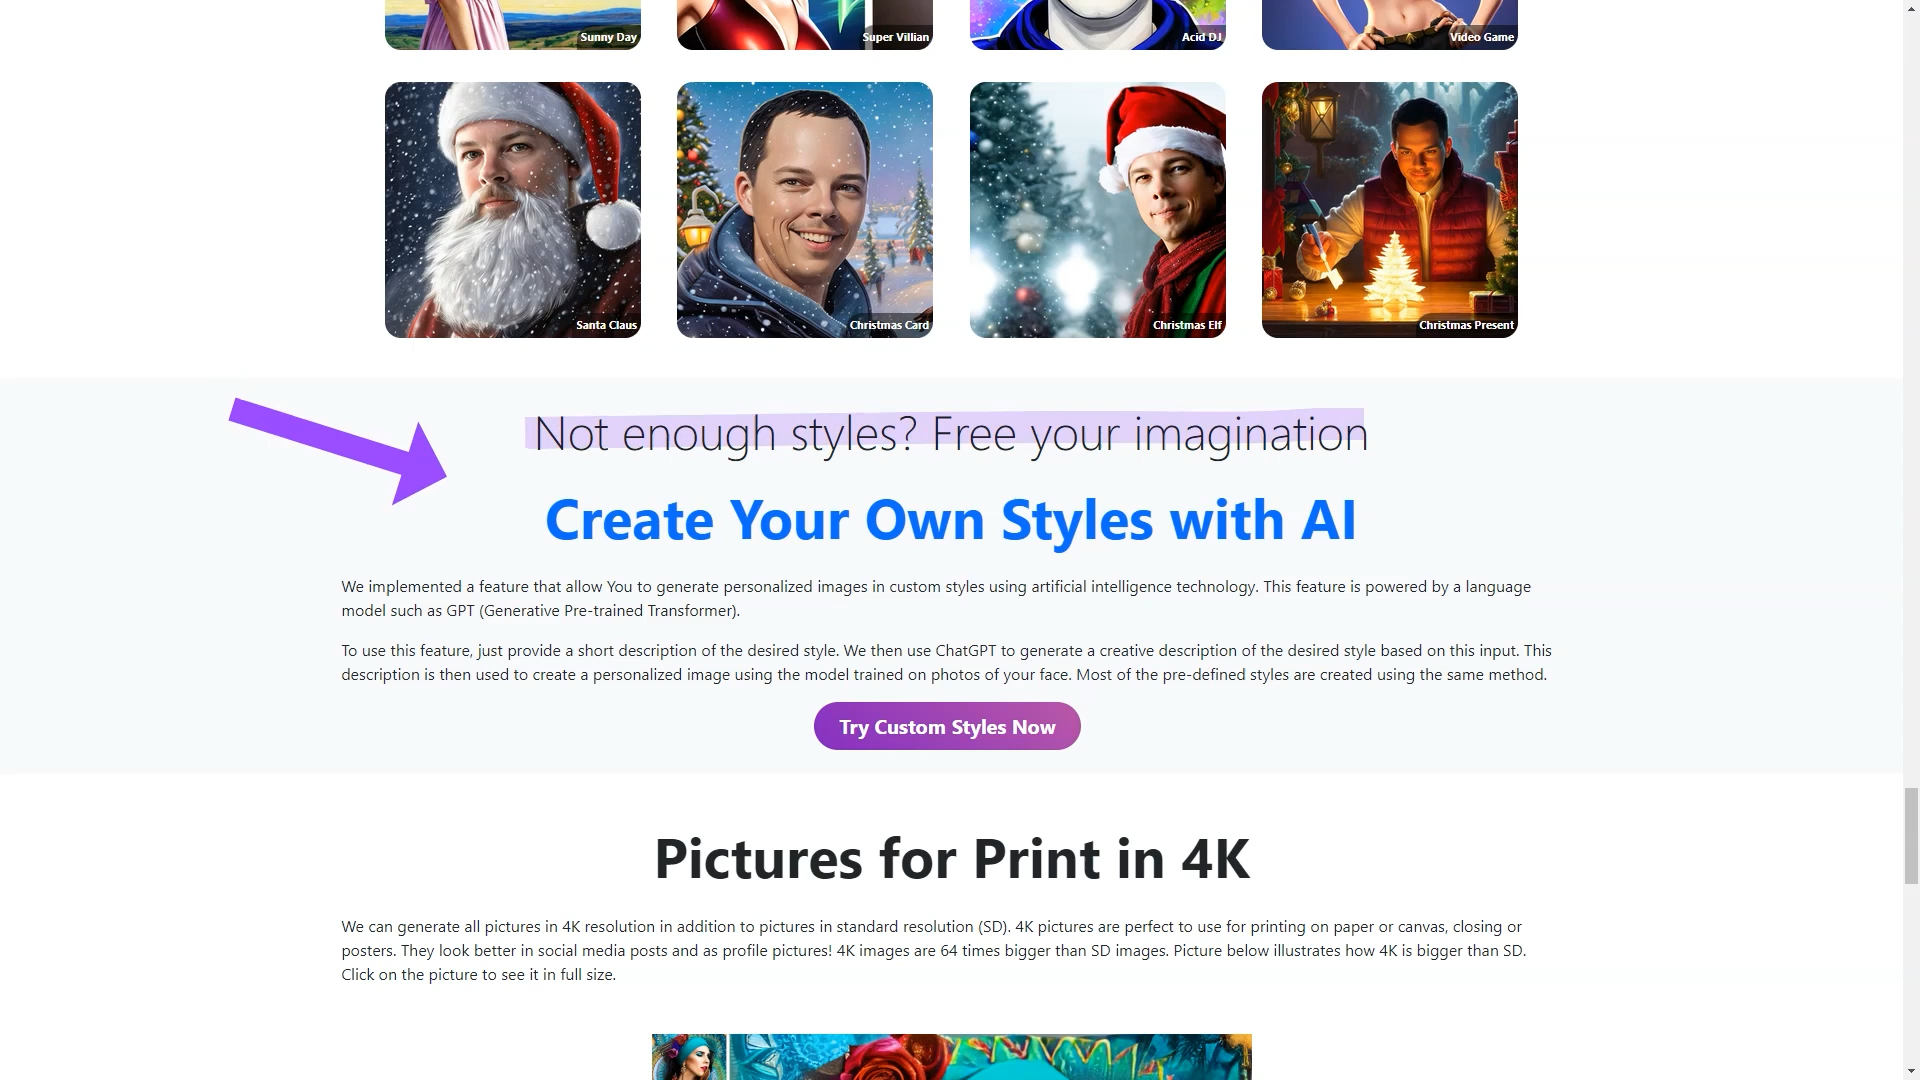 Sunny Day
Super Villian
Acid DJ
Video Game
Santa Claus
Christmas Card
Christmas Elf
Christmas Present
Not enough styles? Free your imagination
Create Your Own Styles with AI
We implemented a feature that allow You to generate personalized images in custom styles using artificial intelligence technology. This feature is powered by a language
model such as GPT (Generative Pre-trained Transformer).
To use this feature, just provide a short description of the desired style. We then use ChatGPT to generate a creative description of the desired style based on this input. This
description is then used to create a personalized image using the model trained on photos of your face. Most of the pre-defined styles are created using the same method.
Try Custom Styles Now
Pictures for Print in 4K
We can generate all pictures in 4K resolution in addition to pictures in standard resolution (SD). 4K pictures are perfect to use for printing on paper or canvas, closing or
posters. They look better in social media posts and as profile pictures! 4K images are 64 times bigger than SD images. Picture below illustrates how 4K is bigger than SD.
Click on the picture to see it in full size.